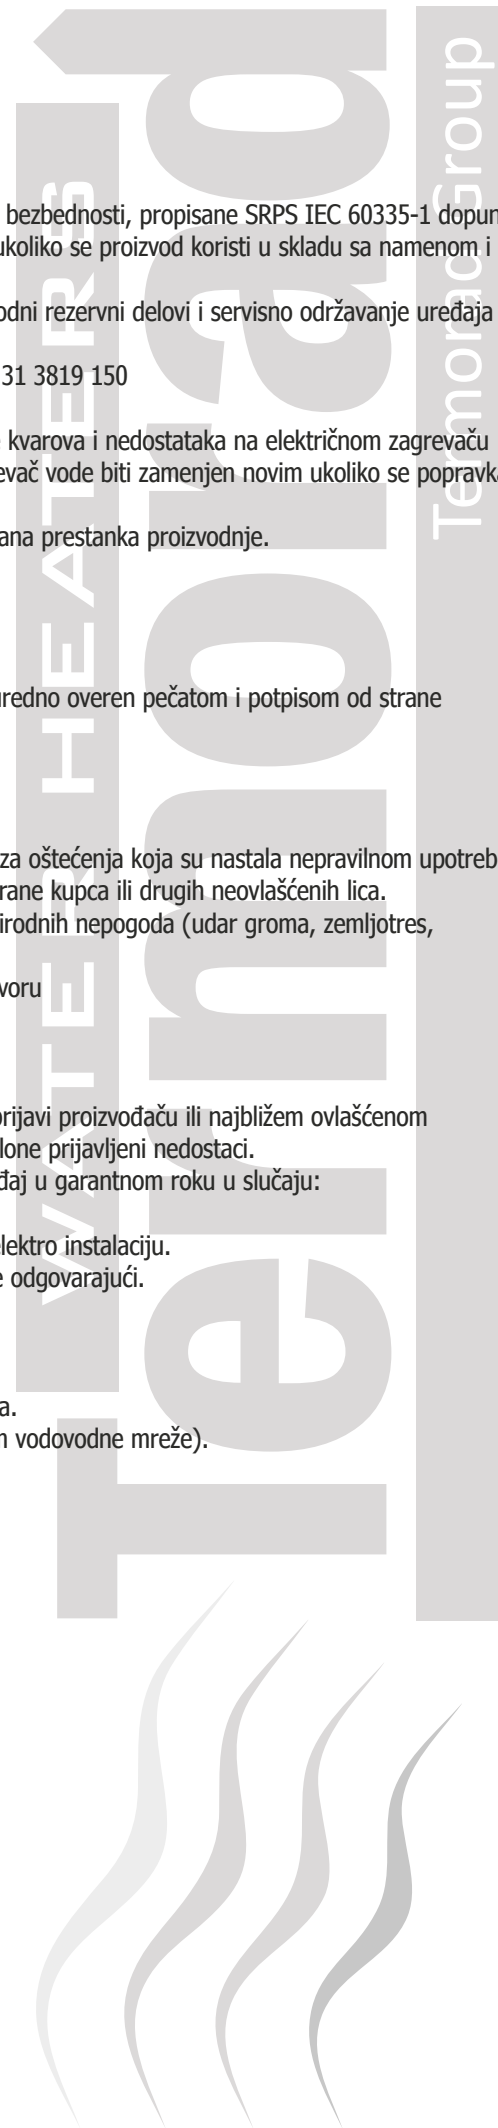 bezbednosti, propisane SRPS IEC 60335-1 dopun
ukoliko se proizvod koristi u skladu sa namenom i
odni rezervni delovi i servisno održavanje uređaja
31 3819 150
e kvarova i nedostataka na električnom zagrevaču
evač vode biti zamenjen novim ukoliko se popravka
ana prestanka proizvodnje.
uredno overen pečatom i potpisom od strane
za oštećenja koja su nastala nepravilnom upotreb
rane kupca ili drugih neovlašćenih lica.
irodnih nepogoda (udar groma, zemljotres,
voru
prijavi proizvođaču ili najbližem ovlašćenom
lone prijavljeni nedostaci.
đaj u garantnom roku u slučaju:
elektro instalaciju.
e odgovarajući.
a.
m vodovodne mreže).
WATER HEATERS
Termorad
Termorad Group